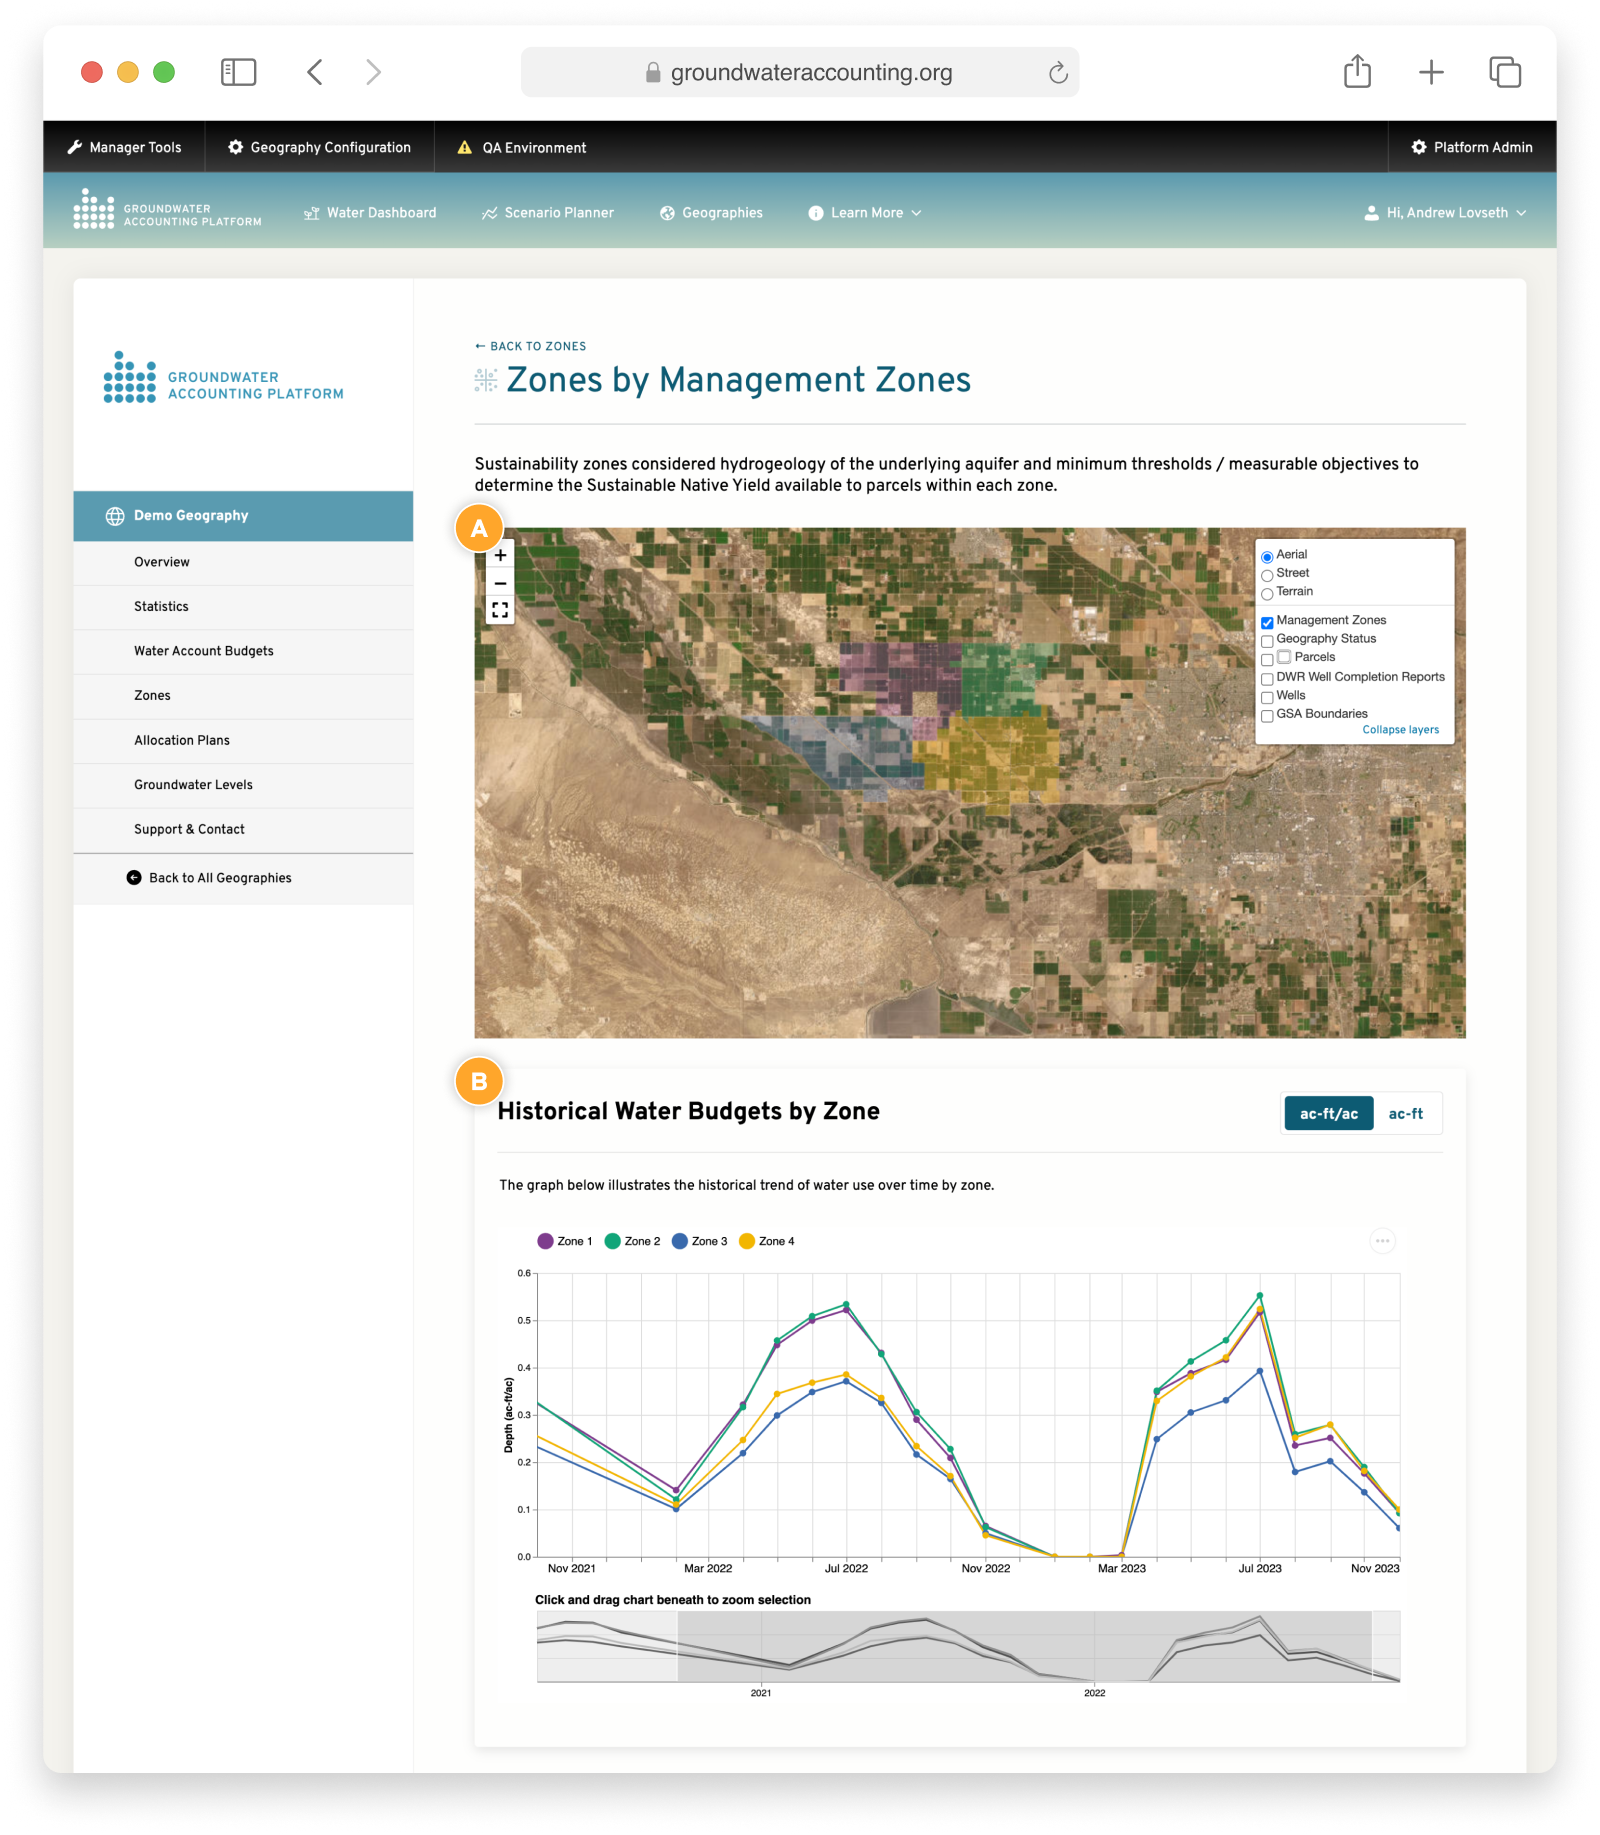 groundwateraccounting.org
Manager Tools
Geography Configuration
QA Environment
Platform Admin
GROUNDWATER
ACCOUNTING PLATFORM
Water Dashboard
Scenario Planner
Geographies
Learn More
Hi, Andrew Lovseth
GROUNDWATER
ACCOUNTING PLATFORM
Demo Geography
Overview
Statistics
Water Account Budgets
Zones
Allocation Plans
Groundwater Levels
Support & Contact
Back to All Geographies
← BACK TO ZONES
Zones by Management Zones
Sustainability zones considered hydrogeology of the underlying aquifer and minimum thresholds / measurable objectives to
determine the Sustainable Native Yield available to parcels within each zone.
A
+
−
Aerial
Street
Terrain
Management Zones
Geography Status
Parcels
DWR Well Completion Reports
Wells
GSA Boundaries
Collapse layers
B
Historical Water Budgets by Zone
ac-ft/ac
ac-ft
The graph below illustrates the historical trend of water use over time by zone.
Zone 1
Zone 2
Zone 3
Zone 4
Depth (ac-ft/ac)
0.6
0.5
0.4
0.3
0.2
0.1
0.0
Nov 2021
Mar 2022
Jul 2022
Nov 2022
Mar 2023
Jul 2023
Nov 2023
Click and drag chart beneath to zoom selection
2021
2022